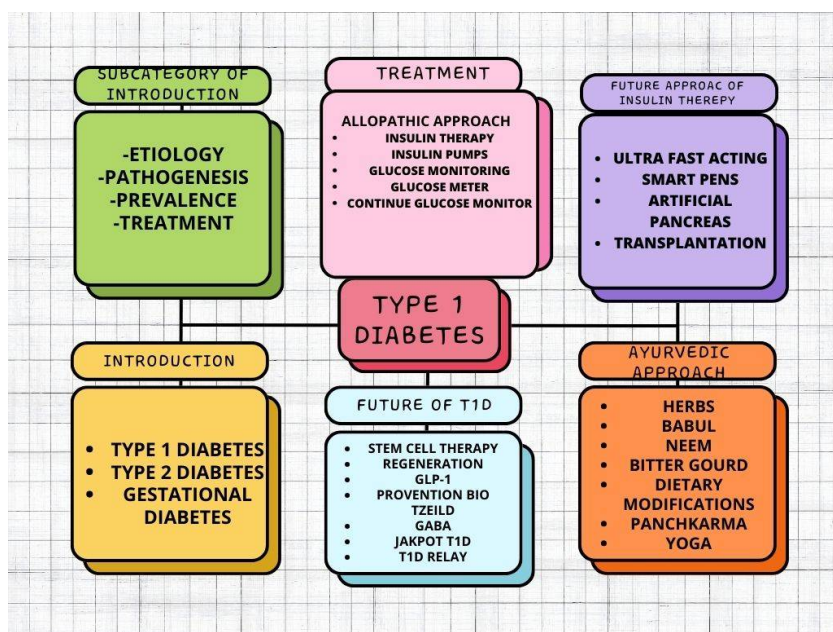 SUBCATEGORY OF
INTRODUCTION
-ETIOLOGY
-PATHOGENESIS
-PREVALENCE
-TREATMENT
TREATMENT
ALLOPATHIC APPROACH
• INSULIN THERAPY
• INSULIN PUMPS
• GLUCOSE MONITORING
• GLUCOSE METER
• CONTINUE GLUCOSE MONITOR
FUTURE APPROAC OF
INSULIN THEREPY
• ULTRA FAST ACTING
• SMART PENS
• ARTIFICIAL
PANCREAS
• TRANSPLANTATION
TYPE 1
DIABETES
INTRODUCTION
• TYPE 1 DIABETES
• TYPE 2 DIABETES
• GESTATIONAL
DIABETES
FUTURE OF T1D
• STEM CELL THERAPY
• REGENERATION
• GLP-1
• PROVENTION BIO
TZEILD
• GABA
• JAKPOT T1D
• T1D RELAY
AYURVEDIC
APPROACH
• HERBS
• BABUL
• NEEM
• BITTER GOURD
• DIETARY
MODIFICATIONS
• PANCHKARMA
• YOGA